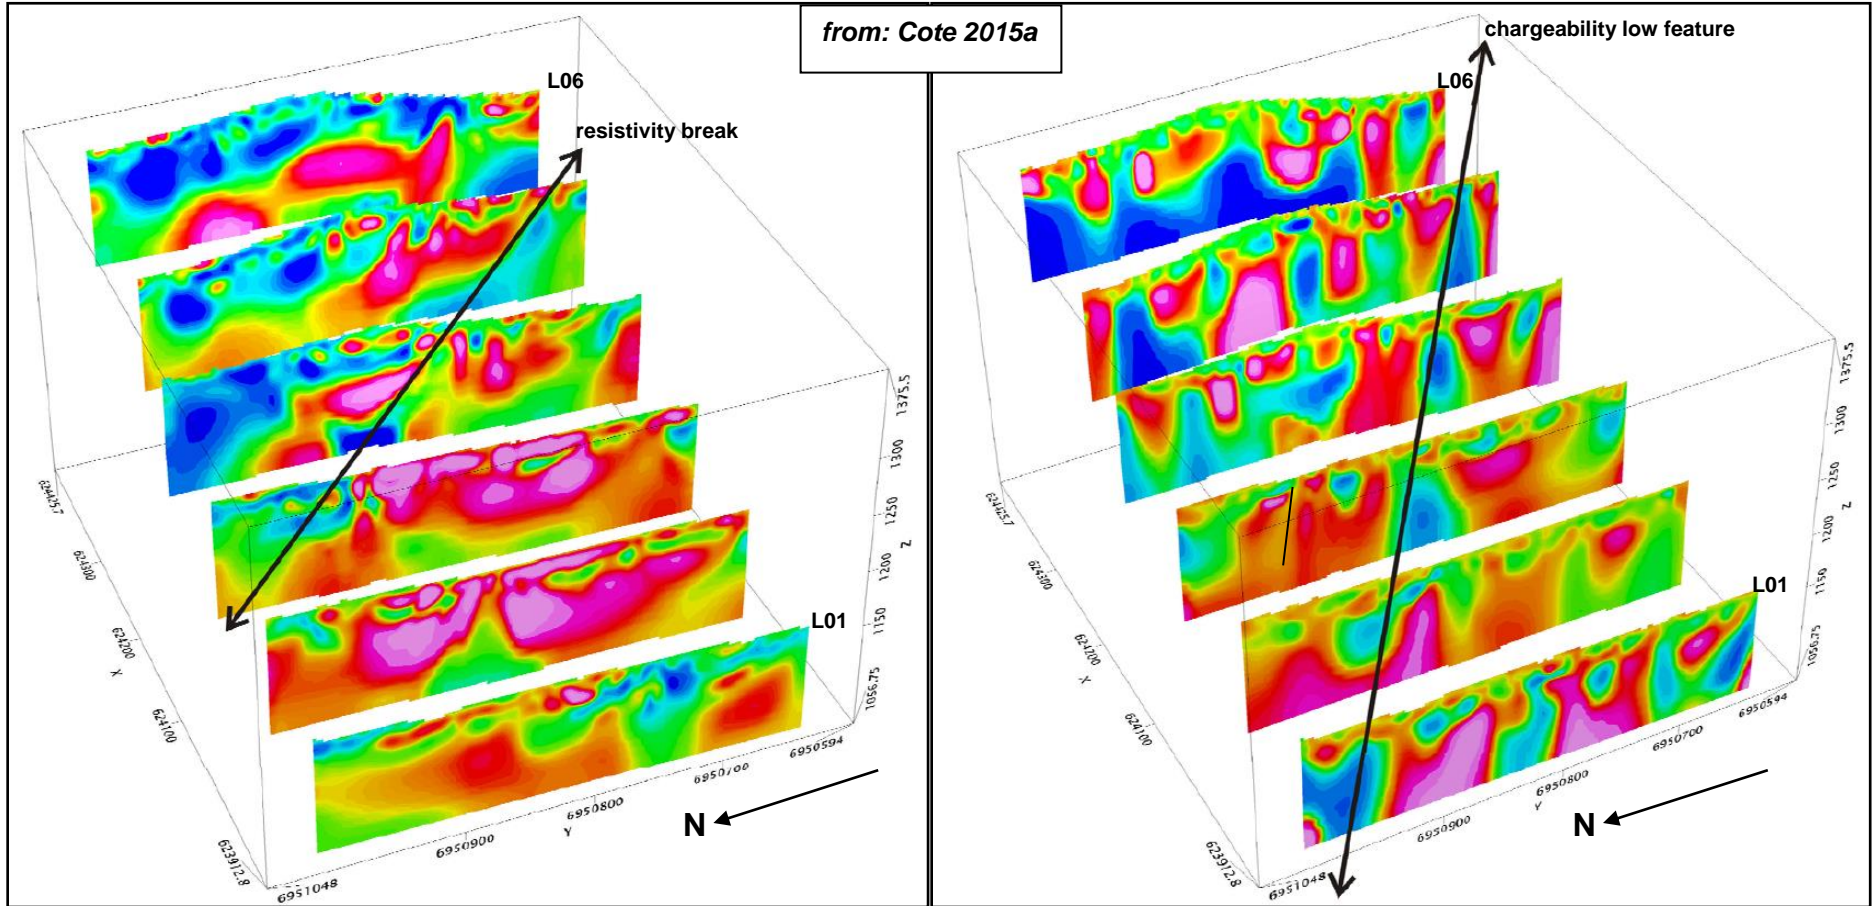 from: Cote 2015a
L06
resistivity break
L01
1375.5
1300
1250
1200
1150
1056.75
Z
624425.7
624300
624200
X
624100
623912.8
6951048
6950900
Y
6950800
6950700
6950594
N
chargeability low feature
L06
L01
1375.5
1300
1250
Z
1200
1150
1056.75
624425.7
624300
624200
X
624100
623912.8
6951048
6950900
Y
6950800
6950700
6950594
N